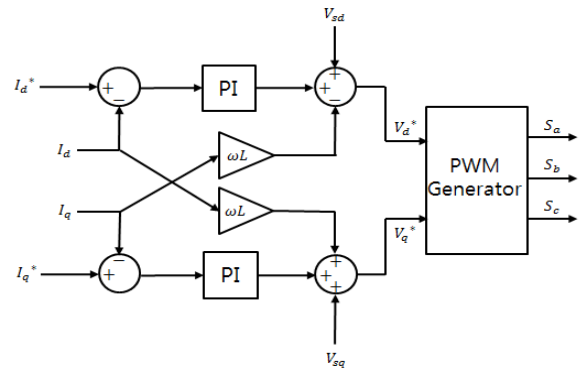 V_sd
I_d*
+
−
PI
+
+
−
I_d
ωL
V_d*
I_q
ωL
PWM
Generator
S_a
S_b
S_c
V_q*
I_q*
−
+
PI
+
+
+
V_sq